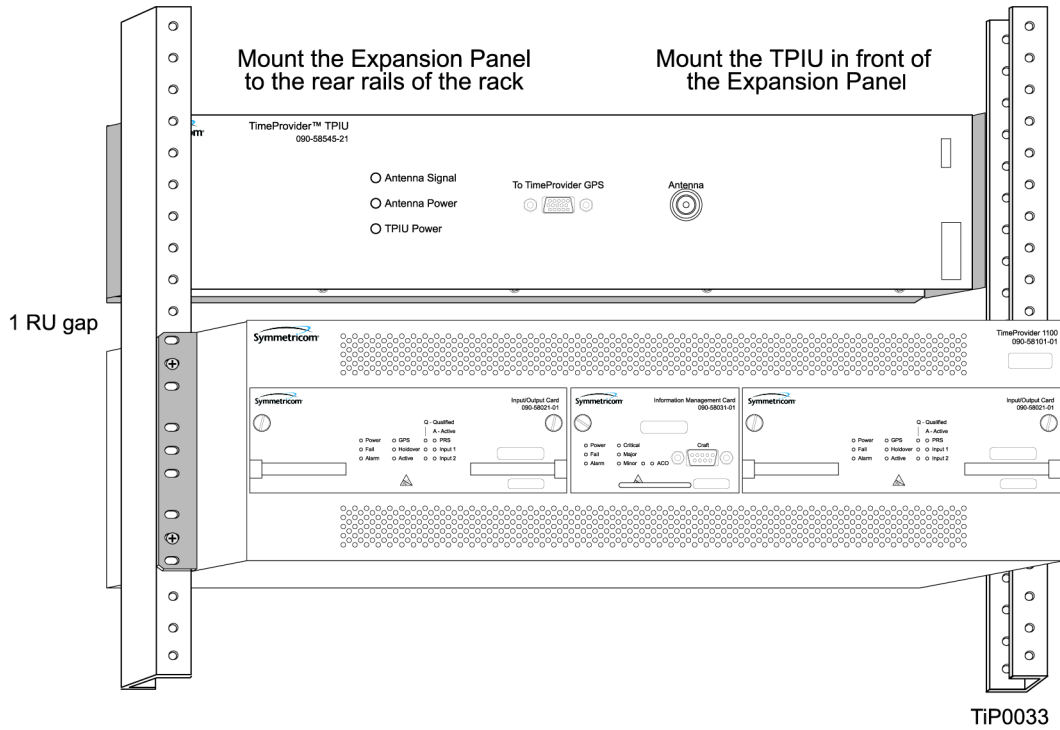 Mount the Expansion Panel
to the rear rails of the rack
Mount the TPIU in front of
the Expansion Panel
TimeProvider™ TPIU
090-58545-21
Antenna Signal
Antenna Power
TPIU Power
To TimeProvider GPS
Antenna
1 RU gap
Symmetricom
TimeProvider 1100
090-58101-01
Symmetricom
Input/Output Card
090-58021-01
Q - Qualified
A - Active
Power GPS PRS
Fail Holdover Input 1
Alarm Active Input 2
Symmetricom
Information Management Card
090-58031-01
Power Critical
Fail Major
Alarm Minor ACO
Craft
Symmetricom
Input/Output Card
090-58021-01
Q - Qualified
A - Active
Power GPS PRS
Fail Holdover Input 1
Alarm Active Input 2
TiP0033